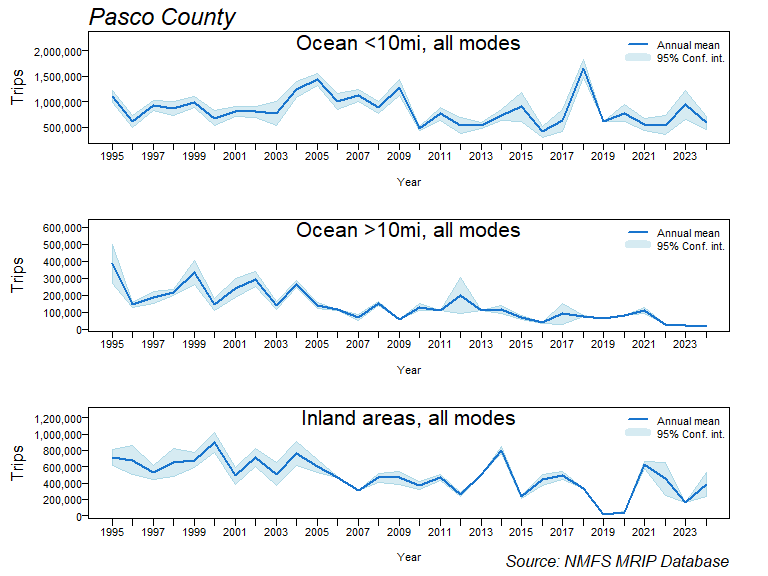 Pasco County
Ocean <10mi, all modes
Annual mean
95% Conf. int.
Trips
2,000,000
1,500,000
1,000,000
500,000
1995 1997 1999 2001 2003 2005 2007 2009 2011 2013 2015 2017 2019 2021 2023
Year
Ocean >10mi, all modes
Annual mean
95% Conf. int.
Trips
600,000
500,000
400,000
300,000
200,000
100,000
0
1995 1997 1999 2001 2003 2005 2007 2009 2011 2013 2015 2017 2019 2021 2023
Year
Inland areas, all modes
Annual mean
95% Conf. int.
Trips
1,200,000
1,000,000
800,000
600,000
400,000
200,000
0
1995 1997 1999 2001 2003 2005 2007 2009 2011 2013 2015 2017 2019 2021 2023
Year
Source: NMFS MRIP Database